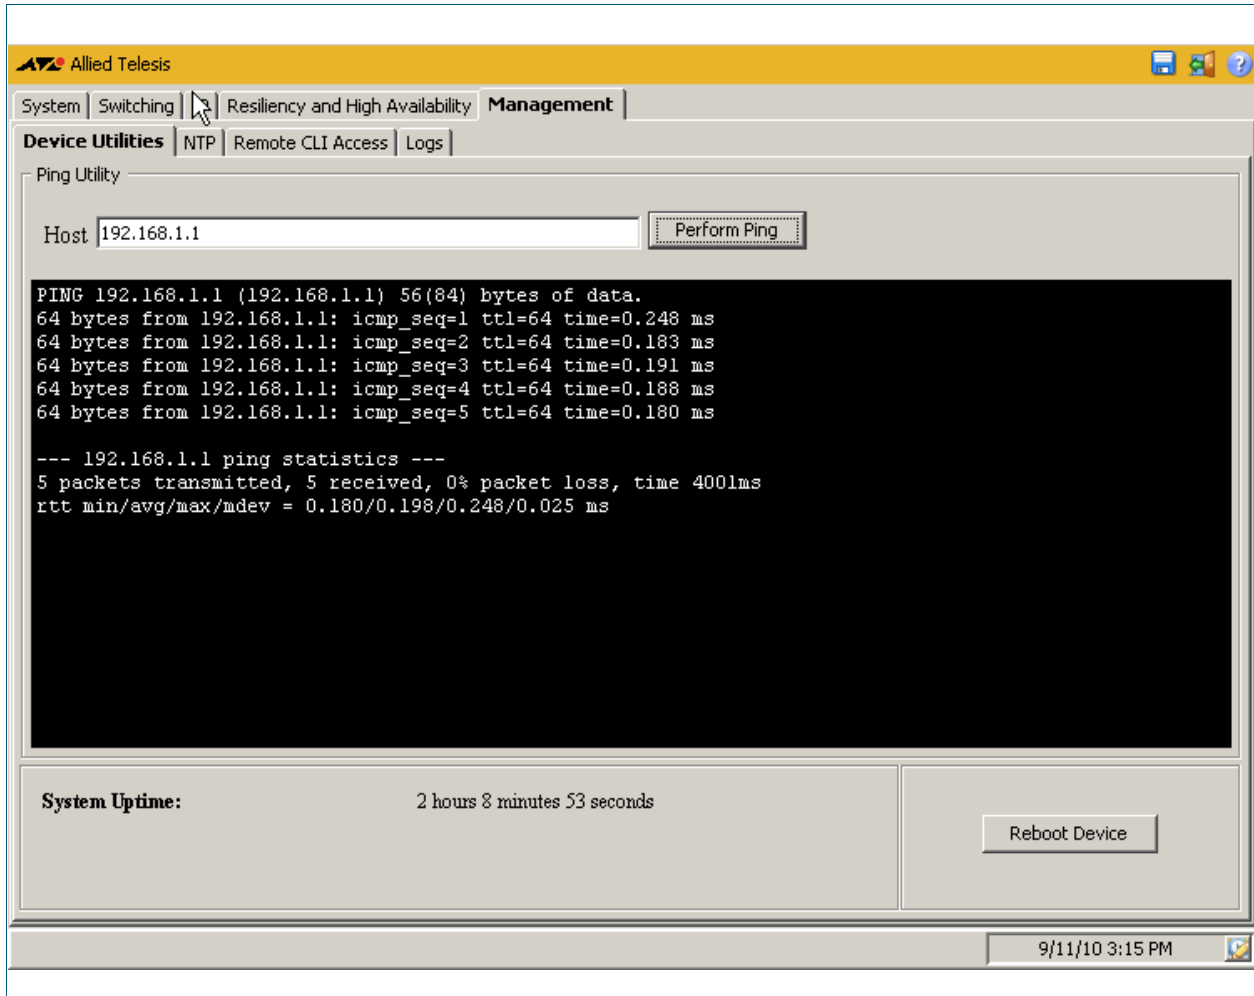 Allied Telesis
System Switching Resiliency and High Availability Management
Device Utilities NTP Remote CLI Access Logs
Ping Utility
Host 192.168.1.1 Perform Ping
PING 192.168.1.1 (192.168.1.1) 56(84) bytes of data.
64 bytes from 192.168.1.1: icmp_seq=1 ttl=64 time=0.248 ms
64 bytes from 192.168.1.1: icmp_seq=2 ttl=64 time=0.183 ms
64 bytes from 192.168.1.1: icmp_seq=3 ttl=64 time=0.191 ms
64 bytes from 192.168.1.1: icmp_seq=4 ttl=64 time=0.188 ms
64 bytes from 192.168.1.1: icmp_seq=5 ttl=64 time=0.180 ms
--- 192.168.1.1 ping statistics ---
5 packets transmitted, 5 received, 0% packet loss, time 4001ms
rtt min/avg/max/mdev = 0.180/0.198/0.248/0.025 ms
System Uptime: 2 hours 8 minutes 53 seconds
Reboot Device
9/11/10 3:15 PM